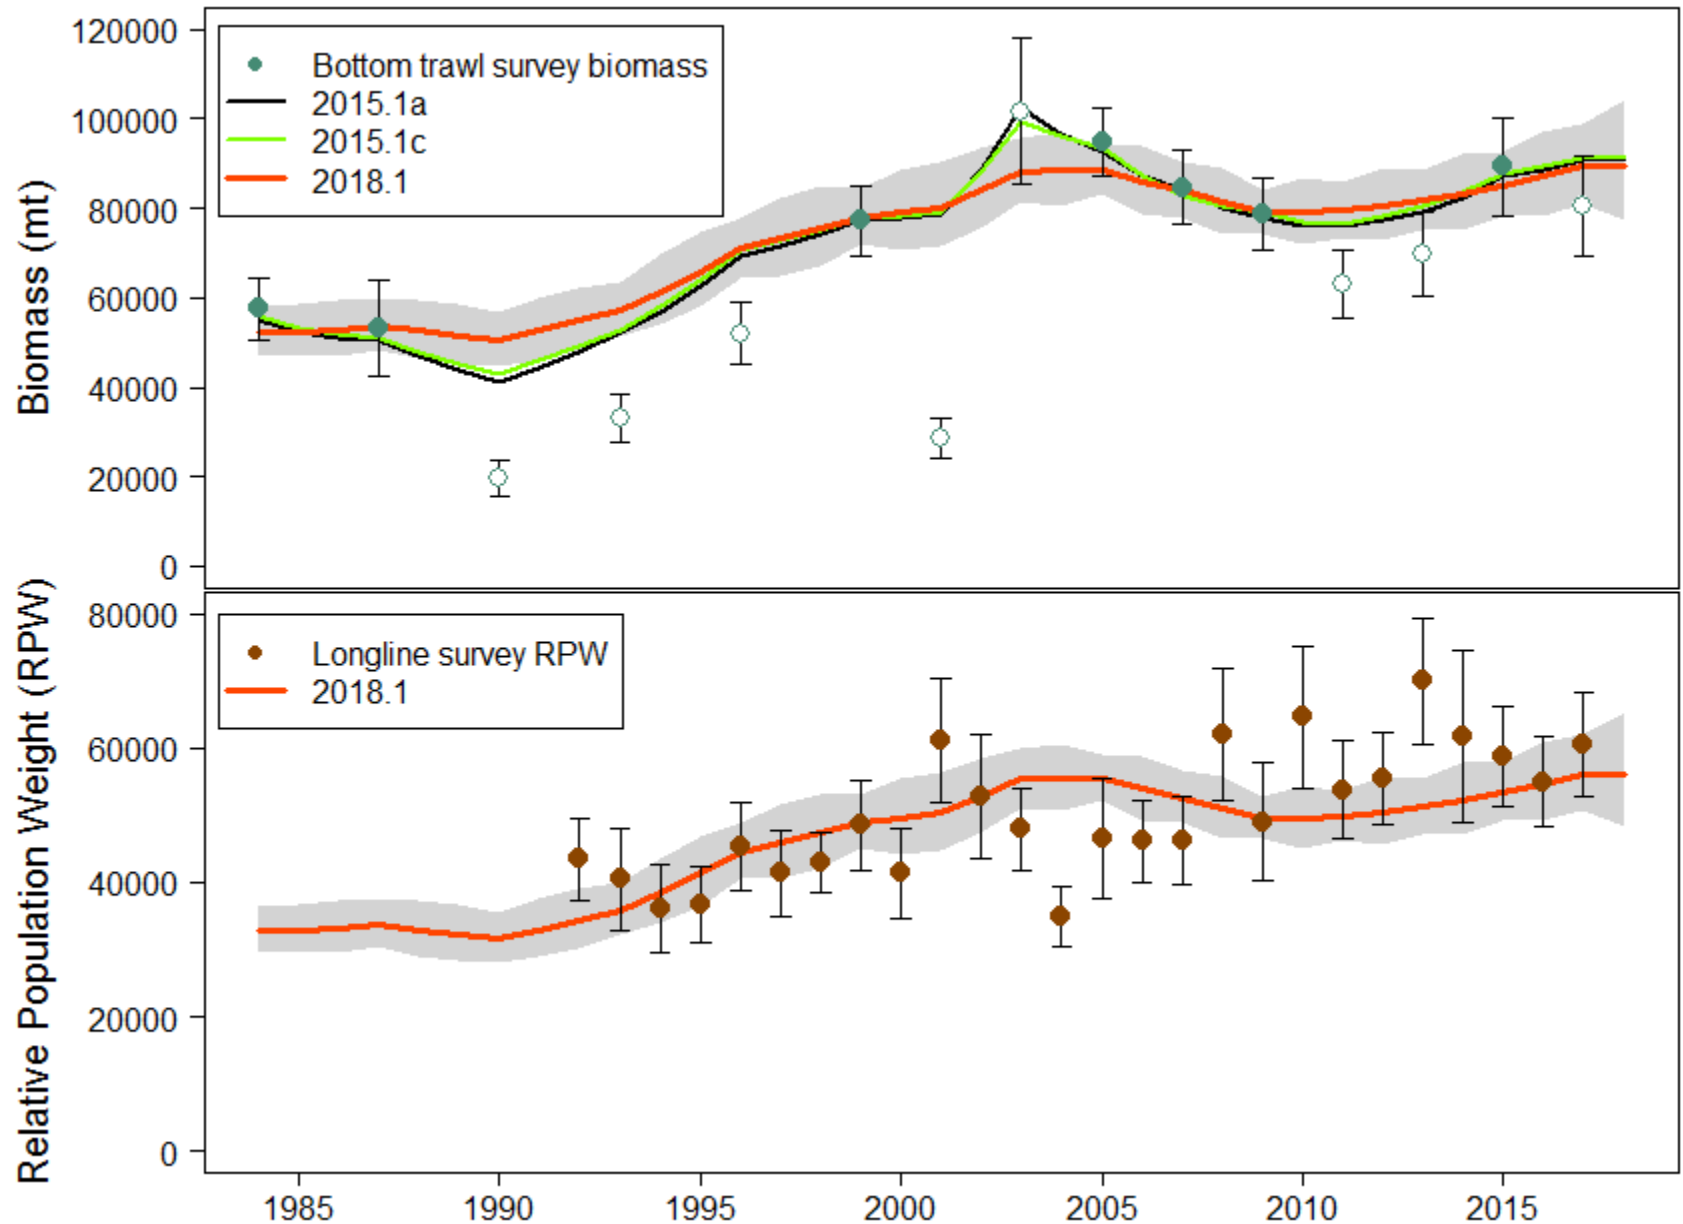 Biomass (mt)
120000
100000
80000
60000
40000
20000
0
Bottom trawl survey biomass
2015.1a
2015.1c
2018.1
Relative Population Weight (RPW)
80000
60000
40000
20000
0
Longline survey RPW
2018.1
1985 1990 1995 2000 2005 2010 2015